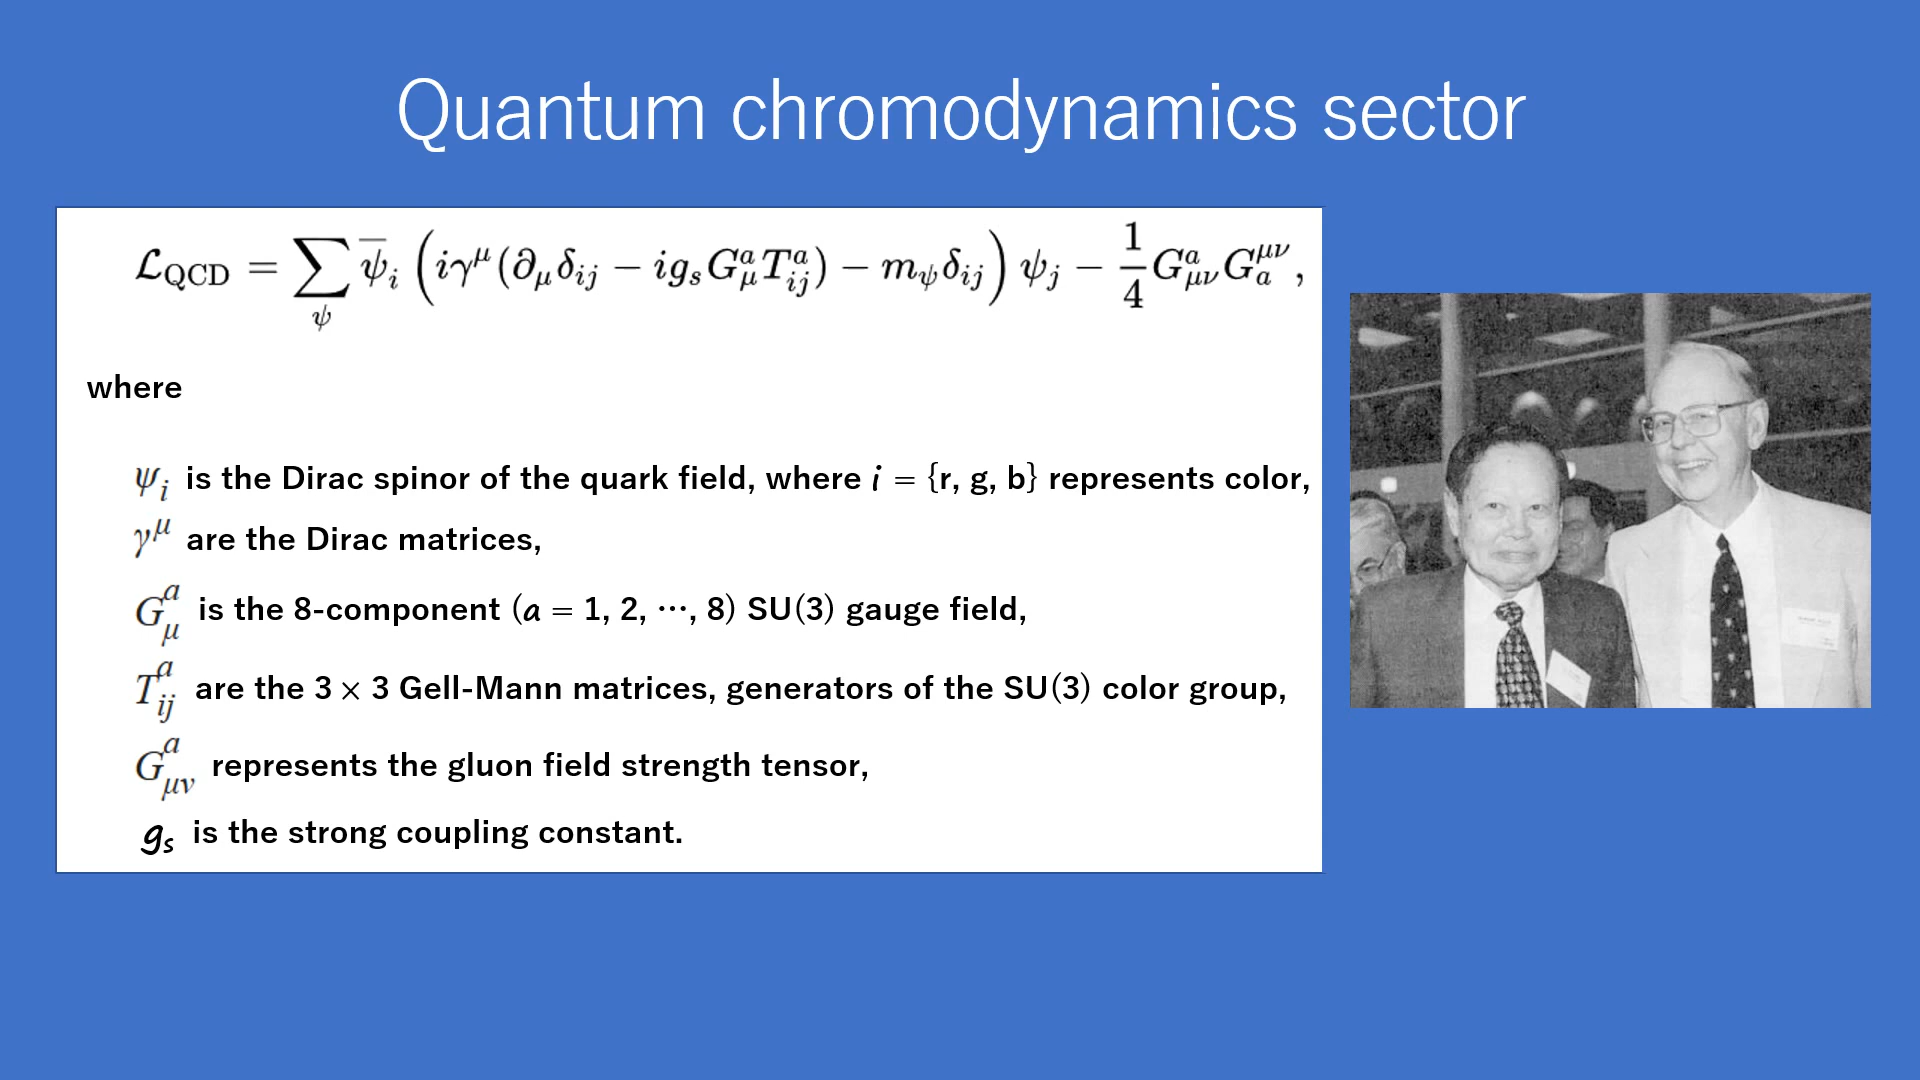 Quantum chromodynamics sector
ℒ_QCD = ∑_ψ ψ̅_i ( iγ^μ (∂_μ δ_ij − i g_s G^a_μ T^a_ij) − m_ψ δ_ij ) ψ_j − 1/4 G^a_μν G^μν_a ,
where
ψ_i is the Dirac spinor of the quark field, where i = {r, g, b} represents color,
γ^μ are the Dirac matrices,
G^a_μ is the 8-component (a = 1, 2, ⋯, 8) SU(3) gauge field,
T^a_ij are the 3 × 3 Gell-Mann matrices, generators of the SU(3) color group,
G^a_μν represents the gluon field strength tensor,
g_s is the strong coupling constant.